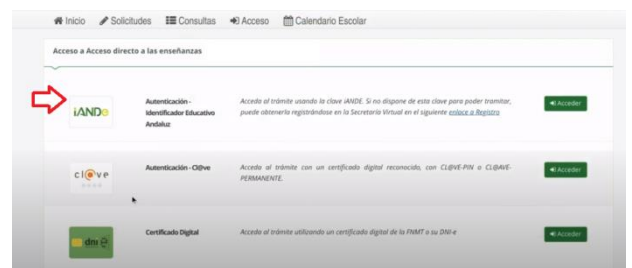 Inicio Solicitudes Consultas Acceso Calendario Escolar
Acceso a Acceso directo a las enseñanzas
iANDe
Autenticación -
Identificador Educativo
Andaluz
Acceda al trámite usando la clave iANDE. Si no dispone de esta clave para poder tramitar,
puede obtenerla registrándose en la Secretaría Virtual en el siguiente enlace a Registro
Acceder
cl@ve
Autenticación - Cl@ve
Acceda al trámite con un certificado digital reconocido, con CL@VE-PIN o CL@AVE-
PERMANENTE.
Acceder
dni e
Certificado Digital
Acceda al trámite utilizando un certificado digital de la FNMT o su DNI-e
Acceder